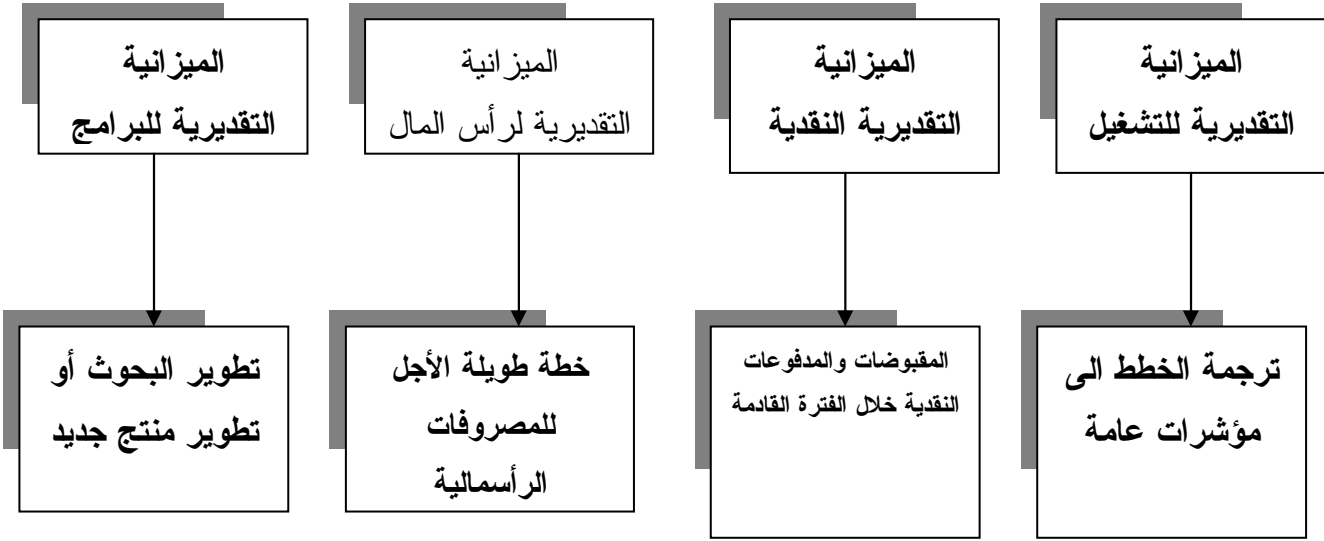 الميزانية
التقديرية للتشغيل
الميزانية
التقديرية النقدية
الميزانية
التقديرية لرأس المال
الميزانية
التقديرية للبرامج
ترجمة الخطط الى
مؤشرات عامة
المقبوضات والمدفوعات
النقدية خلال الفترة القادمة
خطة طويلة الأجل
للمصروفات
الرأسمالية
تطوير البحوث أو
تطوير منتج جديد